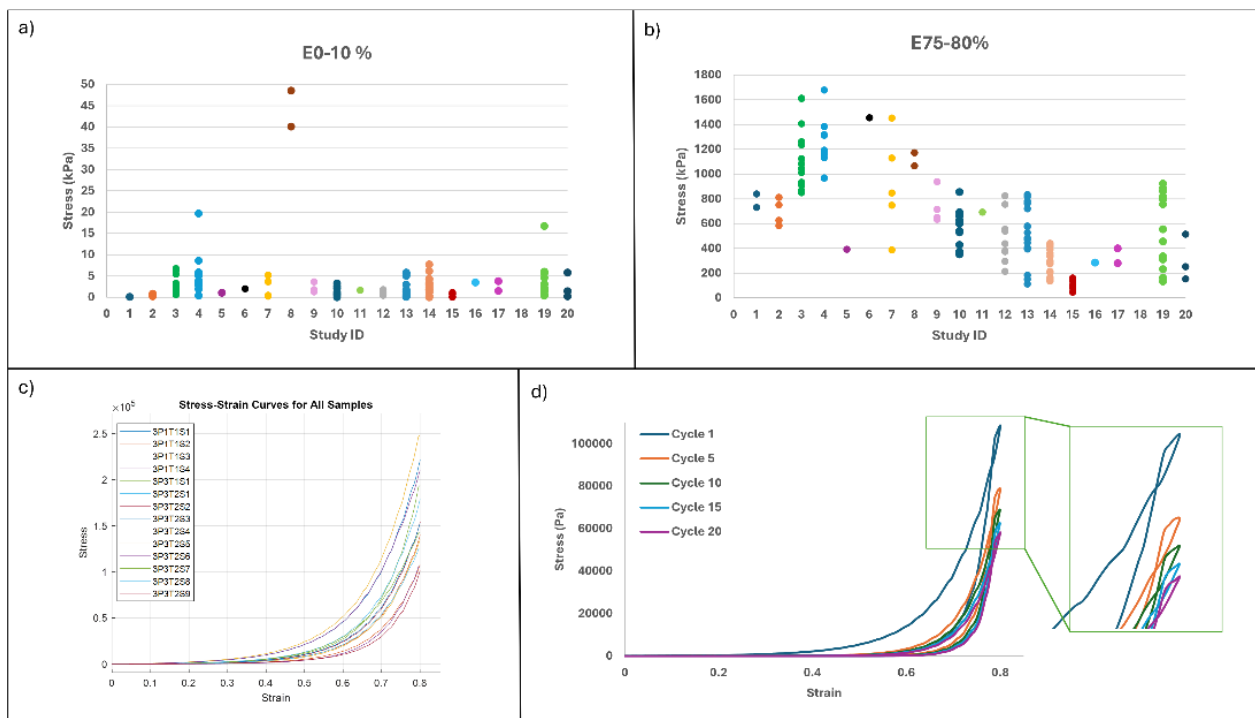 a)
E0-10 %
Stress (kPa)
50
45
40
35
30
25
20
15
10
5
0
0 1 2 3 4 5 6 7 8 9 10 11 12 13 14 15 16 17 19 20
Study ID
b)
E75-80%
Stress (kPa)
1800
1600
1400
1200
1000
800
600
400
200
0
0 1 2 3 4 5 6 7 8 9 10 11 12 13 14 15 16 17 19 20
Study ID
c)
Stress-Strain Curves for All Samples
×10⁵
Stress
2.5
2
1.5
1
0.5
0
3P1T1S1
3P1T1S2
3P1T1S3
3P1T1S4
3P3T1S1
3P3T2S1
3P3T2S2
3P3T2S3
3P3T2S4
3P3T2S5
3P3T2S6
3P3T2S7
3P3T2S8
3P3T2S9
0 0.1 0.2 0.3 0.4 0.5 0.6 0.7 0.8 0.9
Strain
d)
Stress (Pa)
100000
80000
60000
40000
20000
0
Cycle 1
Cycle 5
Cycle 10
Cycle 15
Cycle 20
0 0.2 0.4 0.6 0.8
Strain